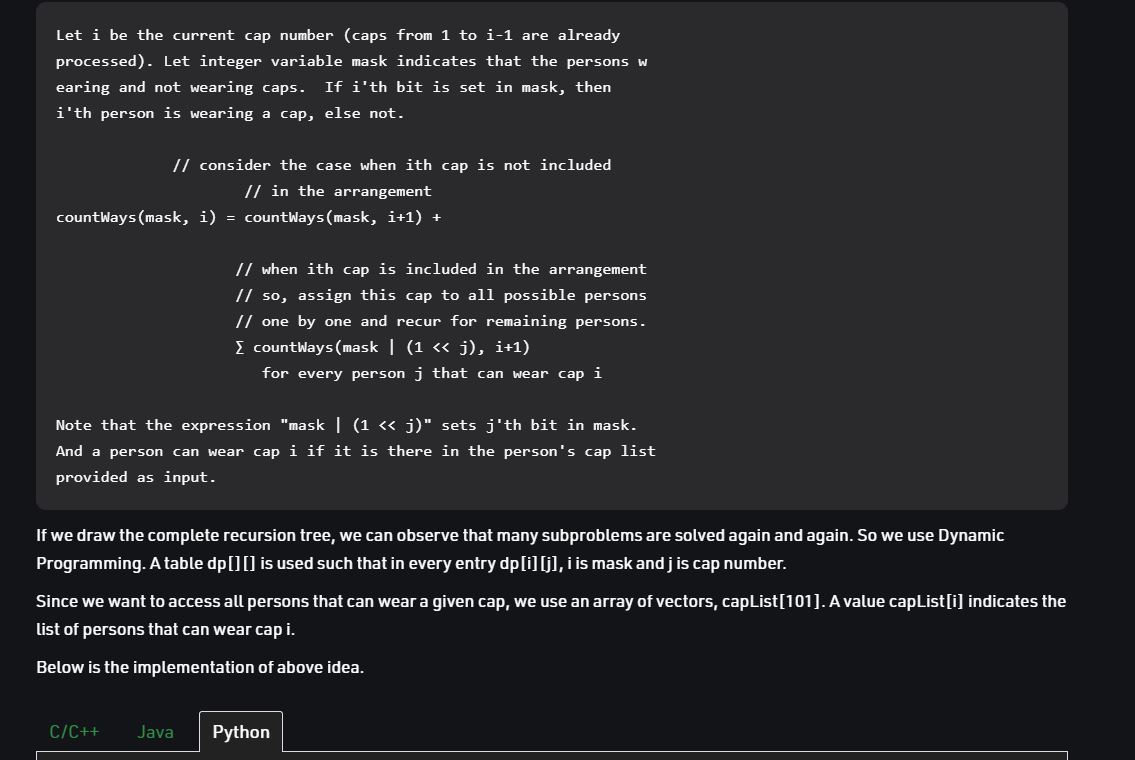 Let i be the current cap number (caps from 1 to i-1 are already
processed). Let integer variable mask indicates that the persons w
earing and not wearing caps.  If i'th bit is set in mask, then
i'th person is wearing a cap, else not.
// consider the case when ith cap is not included
// in the arrangement
countWays(mask, i) = countWays(mask, i+1) +
// when ith cap is included in the arrangement
// so, assign this cap to all possible persons
// one by one and recur for remaining persons.
∑ countWays(mask | (1 << j), i+1)
for every person j that can wear cap i
Note that the expression "mask | (1 << j)" sets j'th bit in mask.
And a person can wear cap i if it is there in the person's cap list
provided as input.
If we draw the complete recursion tree, we can observe that many subproblems are solved again and again. So we use Dynamic
Programming. A table dp[][] is used such that in every entry dp[i][j], i is mask and j is cap number.
Since we want to access all persons that can wear a given cap, we use an array of vectors, capList[101]. A value capList[i] indicates the
list of persons that can wear cap i.
Below is the implementation of above idea.
C/C++ Java Python